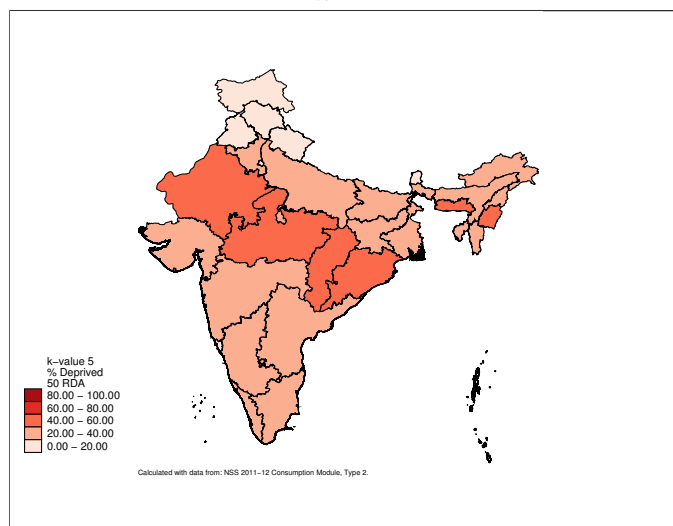 k−value 5
% Deprived
50 RDA
80.00 − 100.00
60.00 − 80.00
40.00 − 60.00
20.00 − 40.00
0.00 − 20.00
Calculated with data from: NSS 2011−12 Consumption Module, Type 2.